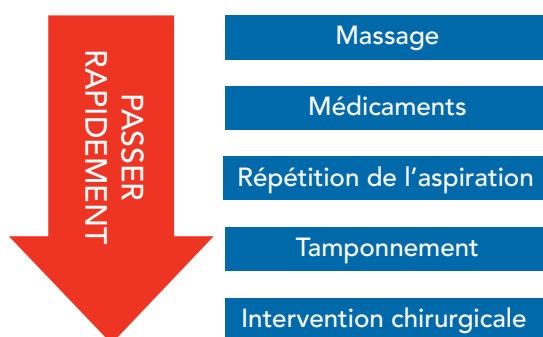 PASSER
RAPIDEMENT
Massage
Médicaments
Répétition de l’aspiration
Tamponnement
Intervention chirurgicale